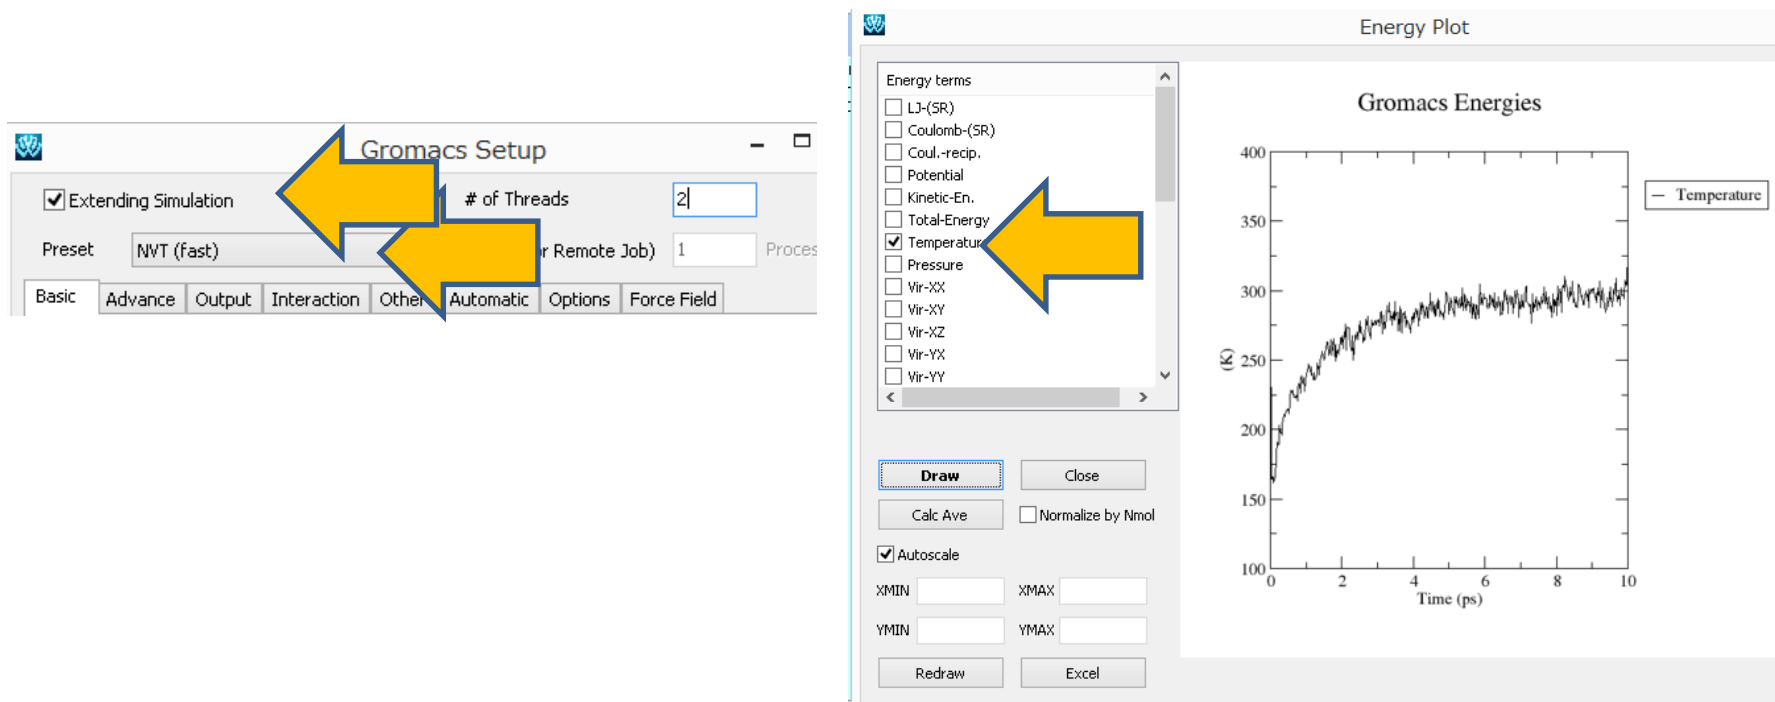 Gromacs Setup
Extending Simulation
# of Threads
2
Preset
NVT (fast)
r Remote Job)
1
Proces
Basic
Advance
Output
Interaction
Other
Automatic
Options
Force Field
Energy Plot
Energy terms
LJ-(SR)
Coulomb-(SR)
Coul.-recip.
Potential
Kinetic-En.
Total-Energy
Temperatur
Pressure
Vir-XX
Vir-XY
Vir-XZ
Vir-YX
Vir-YY
Draw
Close
Calc Ave
Normalize by Nmol
Autoscale
XMIN
XMAX
YMIN
YMAX
Redraw
Excel
Gromacs Energies
400
350
300
250
200
150
100
(K)
0 2 4 6 8 10
Time (ps)
Temperature